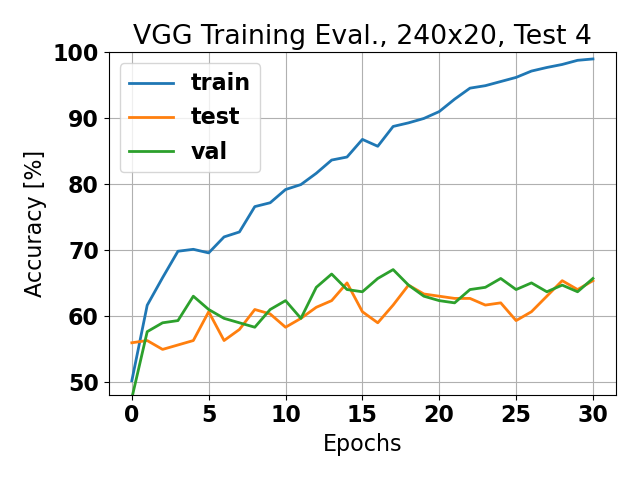 VGG Training Eval., 240x20, Test 4
100
90
80
70
60
50
Accuracy [%]
train
test
val
0 5 10 15 20 25 30
Epochs